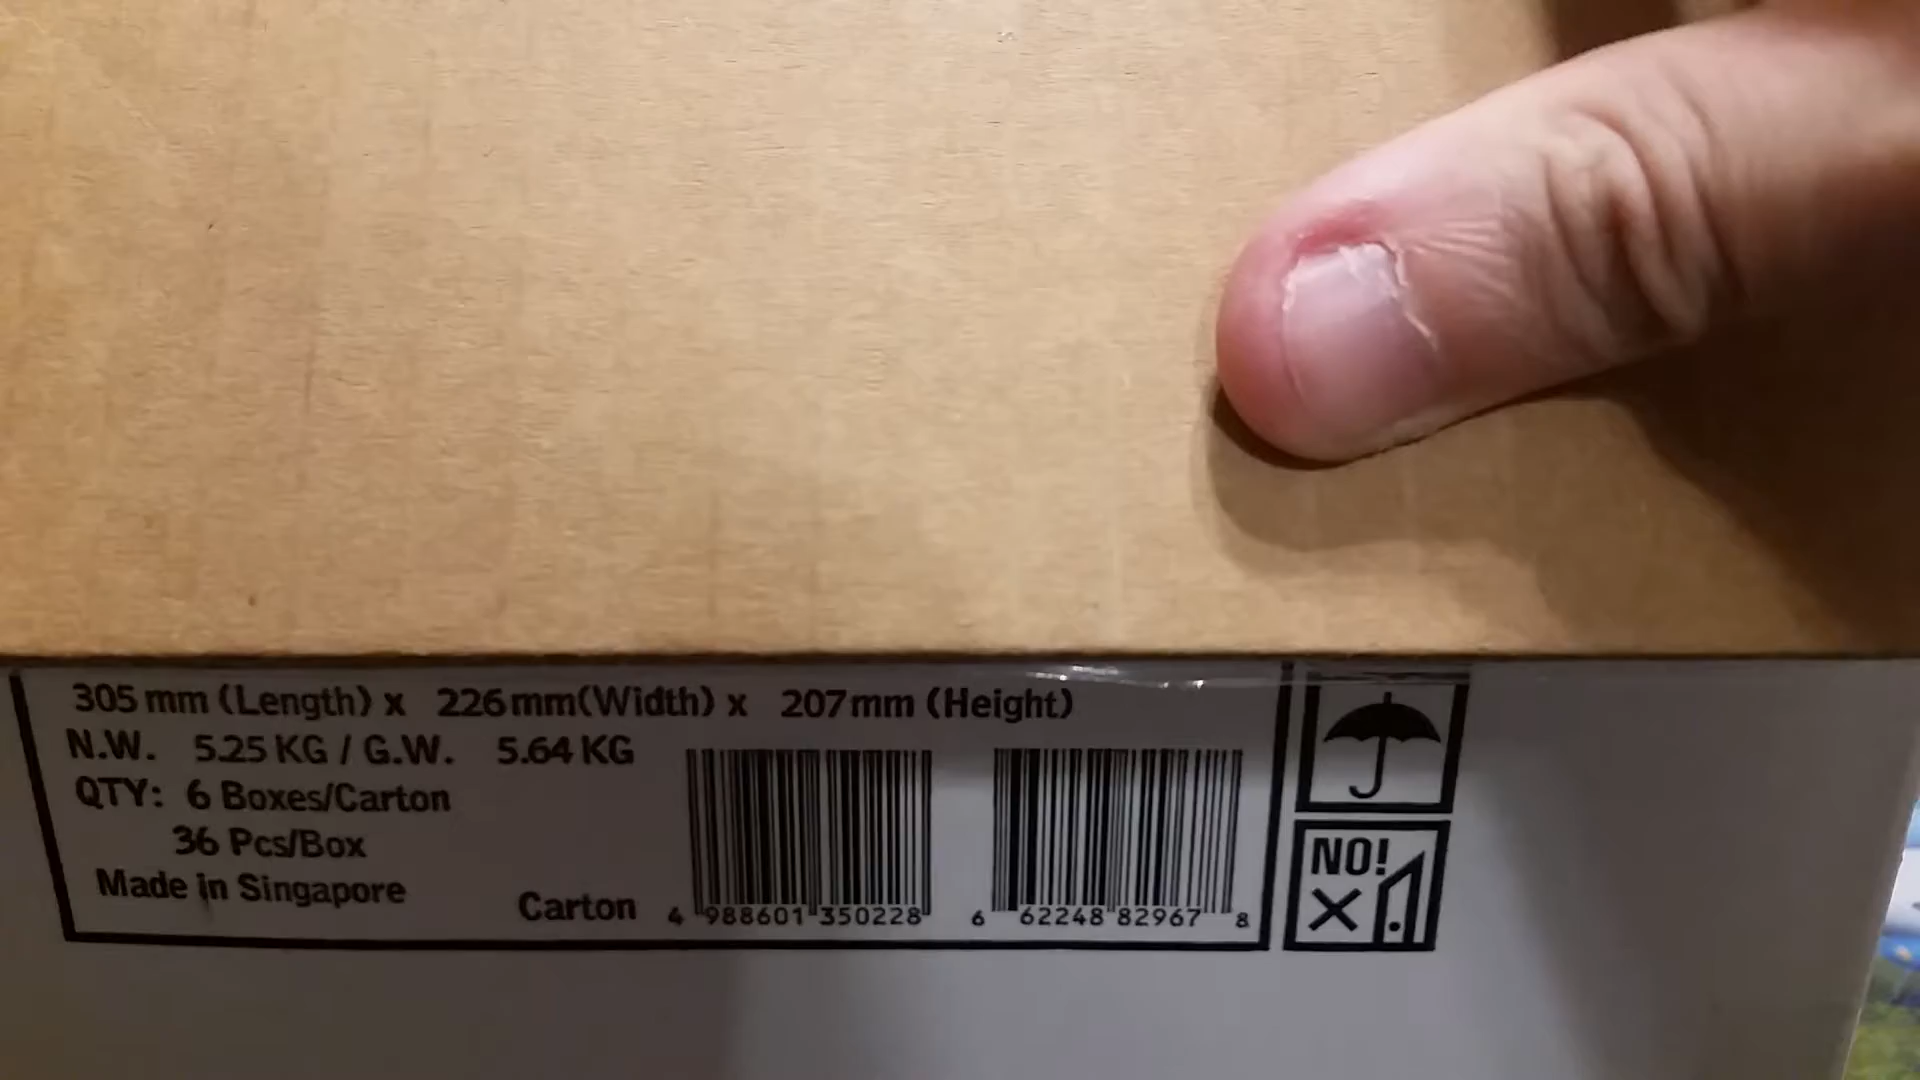 305 mm (Length) x 226 mm (Width) x 207 mm (Height)
N.W. 5.25 KG / G.W. 5.64 KG
QTY: 6 Boxes/Carton
36 Pcs/Box
Made in Singapore
Carton
4 988601 350228
6 62248 82967 8
NO!